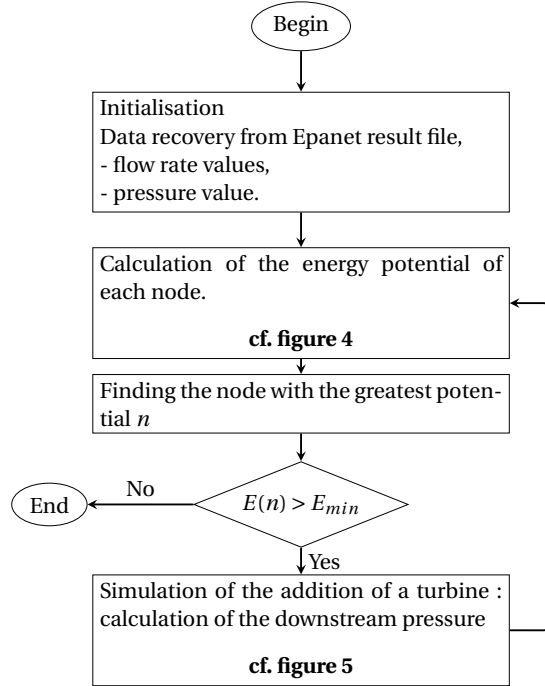 Begin
Initialisation
Data recovery from Epanet result file,
- flow rate values,
- pressure value.
Calculation of the energy potential of
each node.
cf. figure 4
Finding the node with the greatest poten-
tial n
E(n) > E_min
No
End
Yes
Simulation of the addition of a turbine :
calculation of the downstream pressure
cf. figure 5